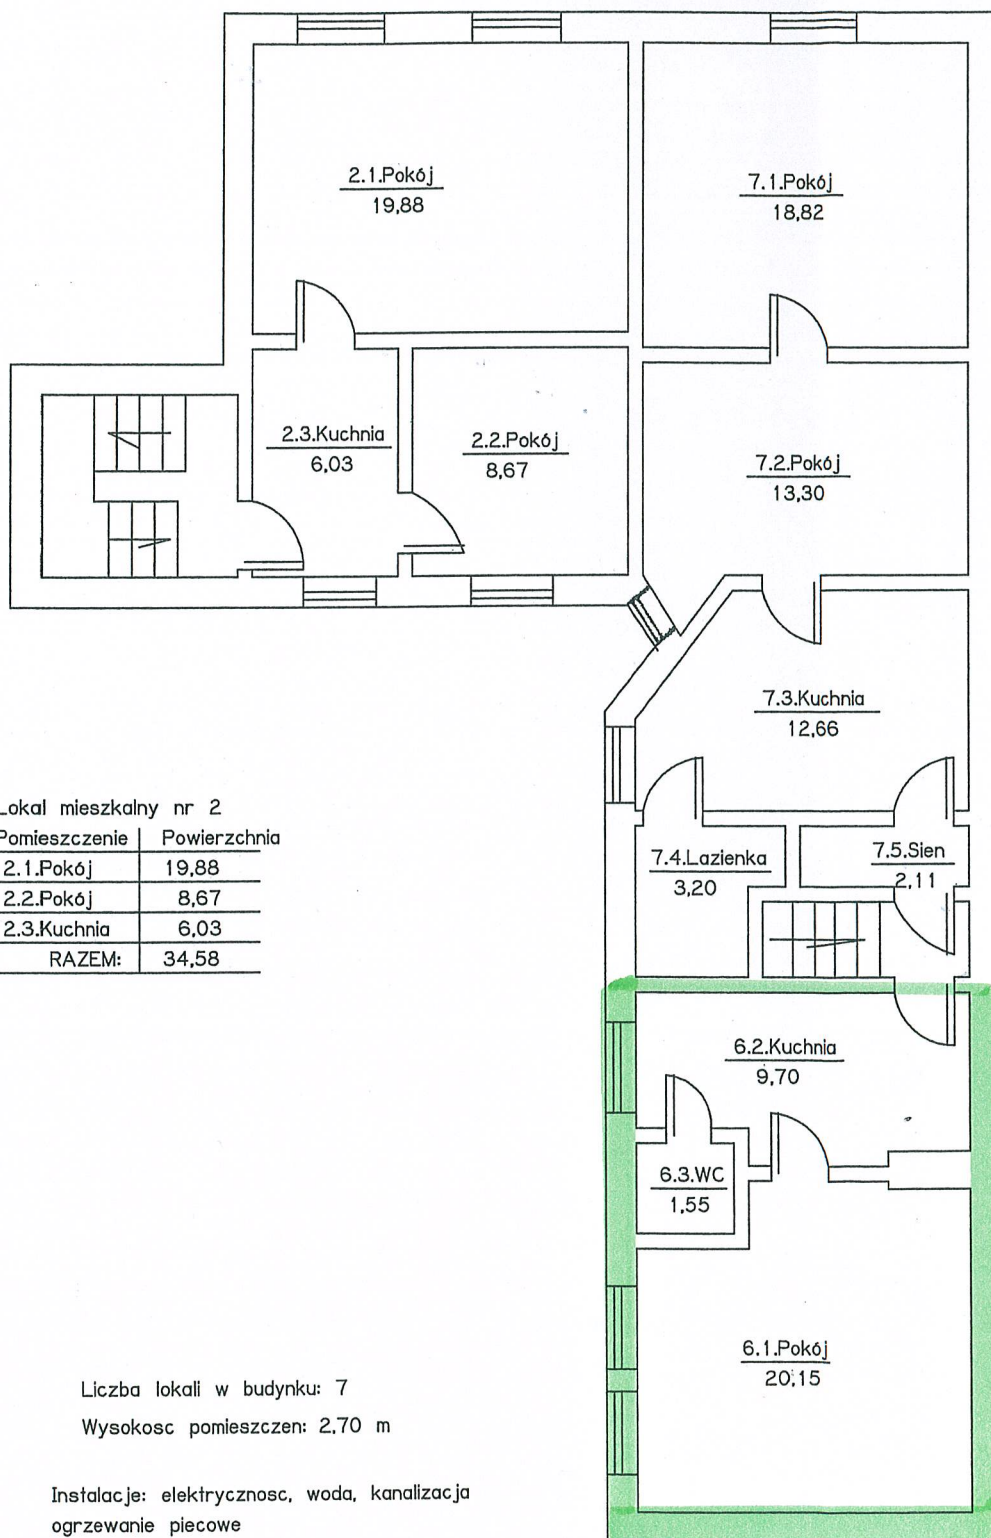 2.1.Pokój
19,88
7.1.Pokój
18,82
2.3.Kuchnia
6,03
2.2.Pokój
8,67
7.2.Pokój
13,30
7.3.Kuchnia
12,66
7.4.Lazienka
3,20
7.5.Sien
2,11
Lokal mieszkalny nr 2
Pomieszczenie Powierzchnia
2.1.Pokój 19,88
2.2.Pokój 8,67
2.3.Kuchnia 6,03
RAZEM: 34,58
6.2.Kuchnia
9,70
6.3.WC
1,55
6.1.Pokój
20,15
Liczba lokali w budynku: 7
Wysokosc pomieszczen: 2,70 m
Instalacje: elektrycznosc, woda, kanalizacja
ogrzewanie piecowe